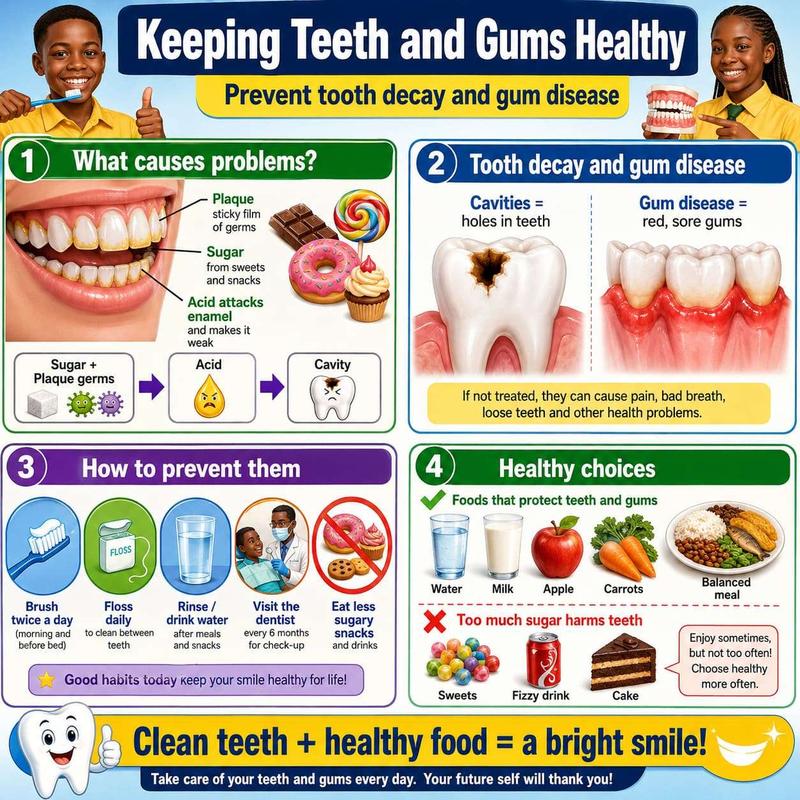 Keeping Teeth and Gums Healthy
Prevent tooth decay and gum disease
1 What causes problems?
Plaque
sticky film
of germs
Sugar
from sweets
and snacks
Acid attacks
enamel
and makes it
weak
Sugar +
Plaque germs
Acid
Cavity
2 Tooth decay and gum disease
Cavities =
holes in teeth
Gum disease =
red, sore gums
If not treated, they can cause pain, bad breath,
loose teeth and other health problems.
3 How to prevent them
FLOSS
Brush
twice a day
(morning and
before bed)
Floss
daily
to clean between
teeth
Rinse /
drink water
after meals
and snacks
Visit the
dentist
every 6 months
for check-up
Eat less
sugary
snacks
and drinks
Good habits today keep your smile healthy for life!
4 Healthy choices
Foods that protect teeth and gums
Water
Milk
Apple
Carrots
Balanced
meal
Too much sugar harms teeth
Sweets
Fizzy drink
Cake
Enjoy sometimes,
but not too often!
Choose healthy
more often.
Clean teeth + healthy food = a bright smile!
Take care of your teeth and gums every day. Your future self will thank you!